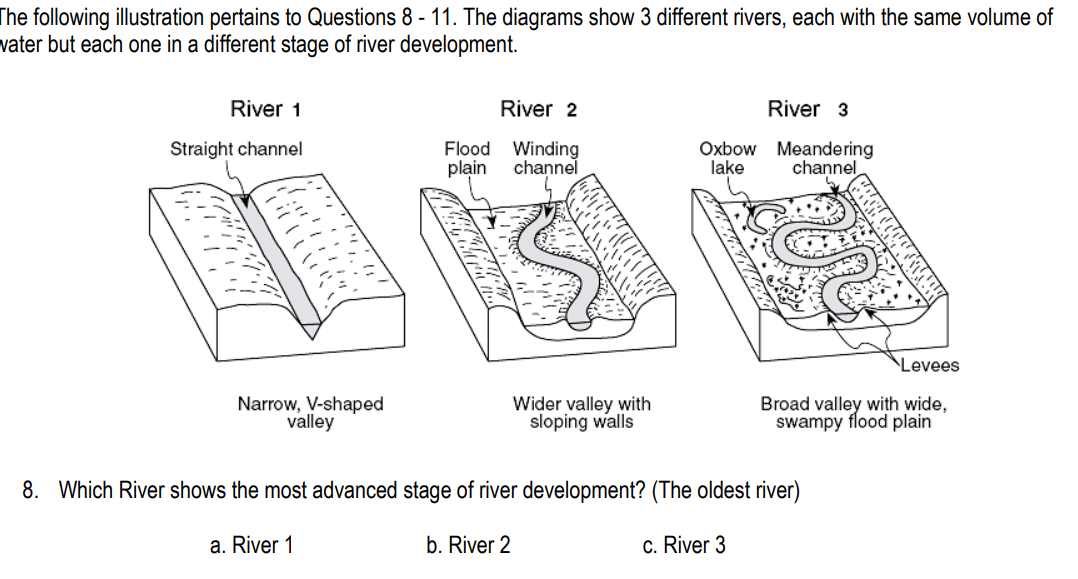 The following illustration pertains to Questions 8 - 11. The diagrams show 3 different rivers, each with the same volume of
water but each one in a different stage of river development.
River 1
River 2
River 3
Straight channel
Flood plain
Winding channel
Oxbow lake
Meandering channel
Levees
Narrow, V-shaped
valley
Wider valley with
sloping walls
Broad valley with wide,
swampy flood plain
8. Which River shows the most advanced stage of river development? (The oldest river)
a. River 1
b. River 2
c. River 3